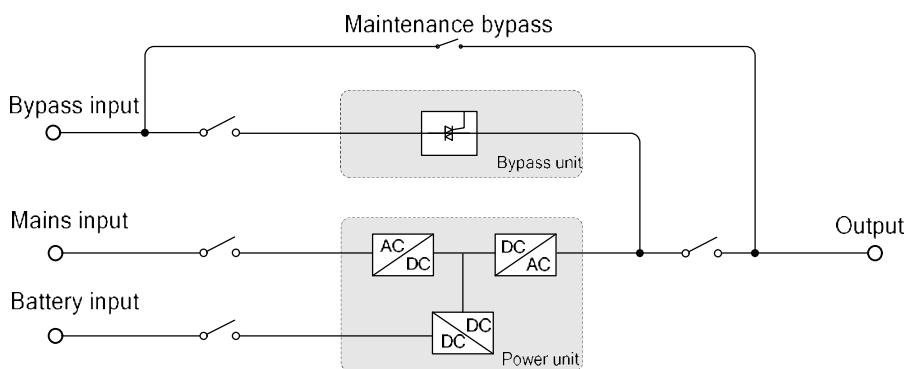 Maintenance bypass
Bypass input
Bypass unit
Mains input
AC
DC
DC
AC
Output
Battery input
DC
DC
Power unit